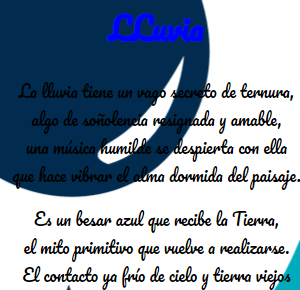 LLuvia
La lluvia tiene un vago secreto de ternura,
algo de soñolencia resignada y amable,
una música humilde se despierta con ella
que hace vibrar el alma dormida del paisaje.
Es un besar azul que recibe la Tierra,
el mito primitivo que vuelve a realizarse.
El contacto ya frío de cielo y tierra viejos